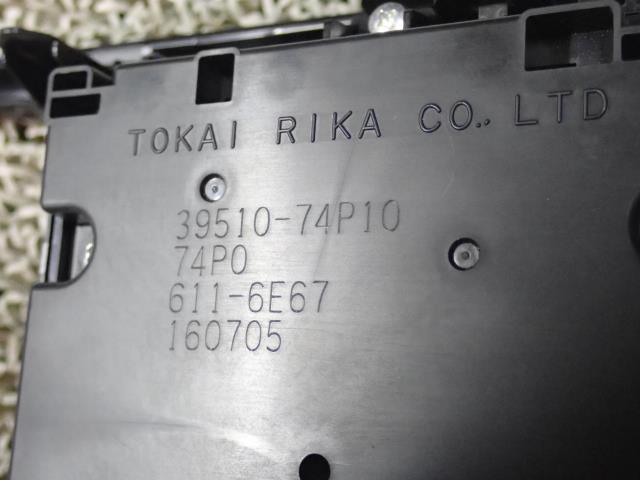 TOKAI RIKA CO., LTD
39510-74P10
74P0
611-6E67
160705